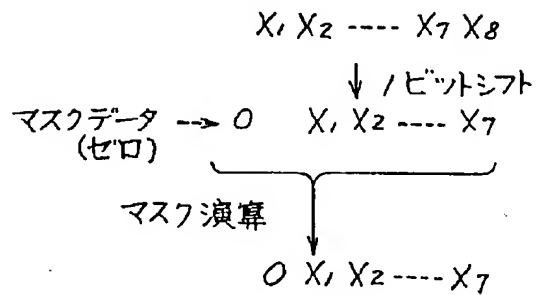 X₁ X₂ ----- X₇ X₈
↓ 1ビットシフト
マスクデータ --→ 0 X₁ X₂ ----- X₇
(ゼロ)
マスク演算
0 X₁ X₂ ---- X₇